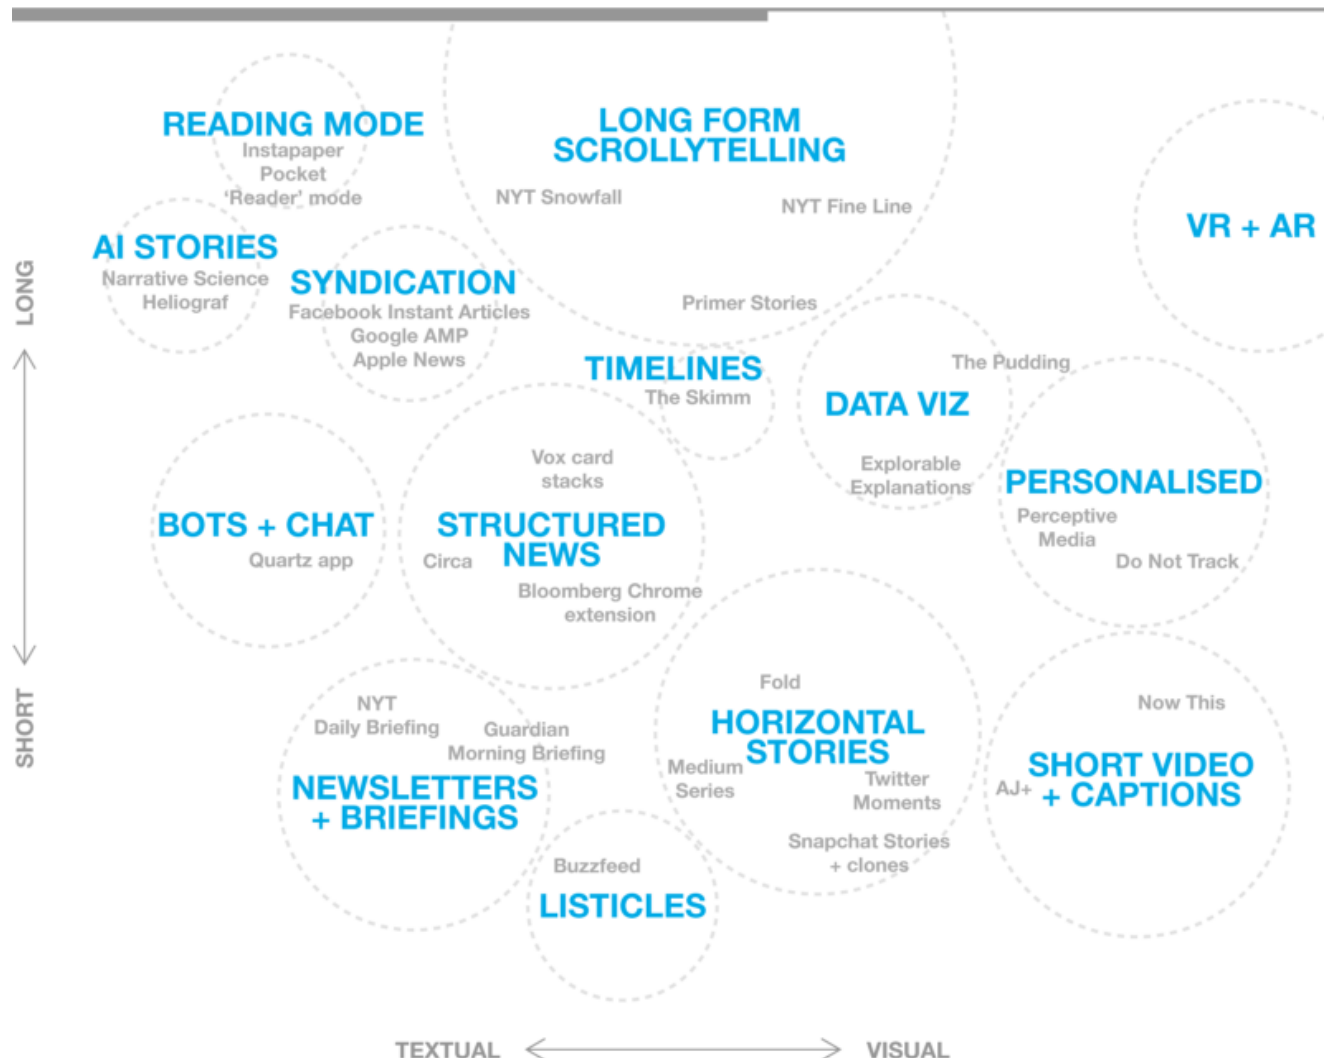 READING MODE
Instapaper
Pocket
‘Reader’ mode
LONG FORM
SCROLLYTELLING
NYT Snowfall
NYT Fine Line
Primer Stories
VR + AR
AI STORIES
Narrative Science
Heliograf
SYNDICATION
Facebook Instant Articles
Google AMP
Apple News
TIMELINES
The Skimm
DATA VIZ
The Pudding
Explorable
Explanations
PERSONALISED
Perceptive
Media
Do Not Track
BOTS + CHAT
Quartz app
Vox card
stacks
STRUCTURED
NEWS
Circa
Bloomberg Chrome
extension
NYT
Daily Briefing
Guardian
Morning Briefing
NEWSLETTERS
+ BRIEFINGS
Fold
HORIZONTAL
STORIES
Medium
Series
Twitter
Moments
Snapchat Stories
+ clones
Now This
SHORT VIDEO
+ CAPTIONS
AJ+
Buzzfeed
LISTICLES
LONG
SHORT
TEXTUAL
VISUAL